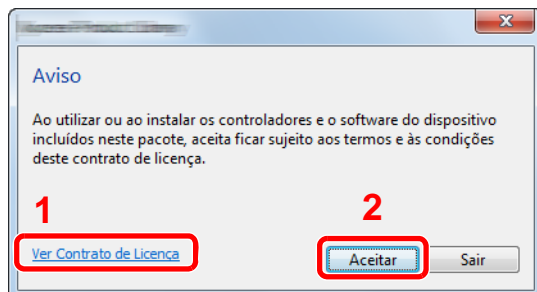 Aviso
Ao utilizar ou ao instalar os controladores e o software do dispositivo
incluídos neste pacote, aceita ficar sujeito aos termos e às condições
deste contrato de licença.
1
2
Ver Contrato de Licença
Aceitar
Sair